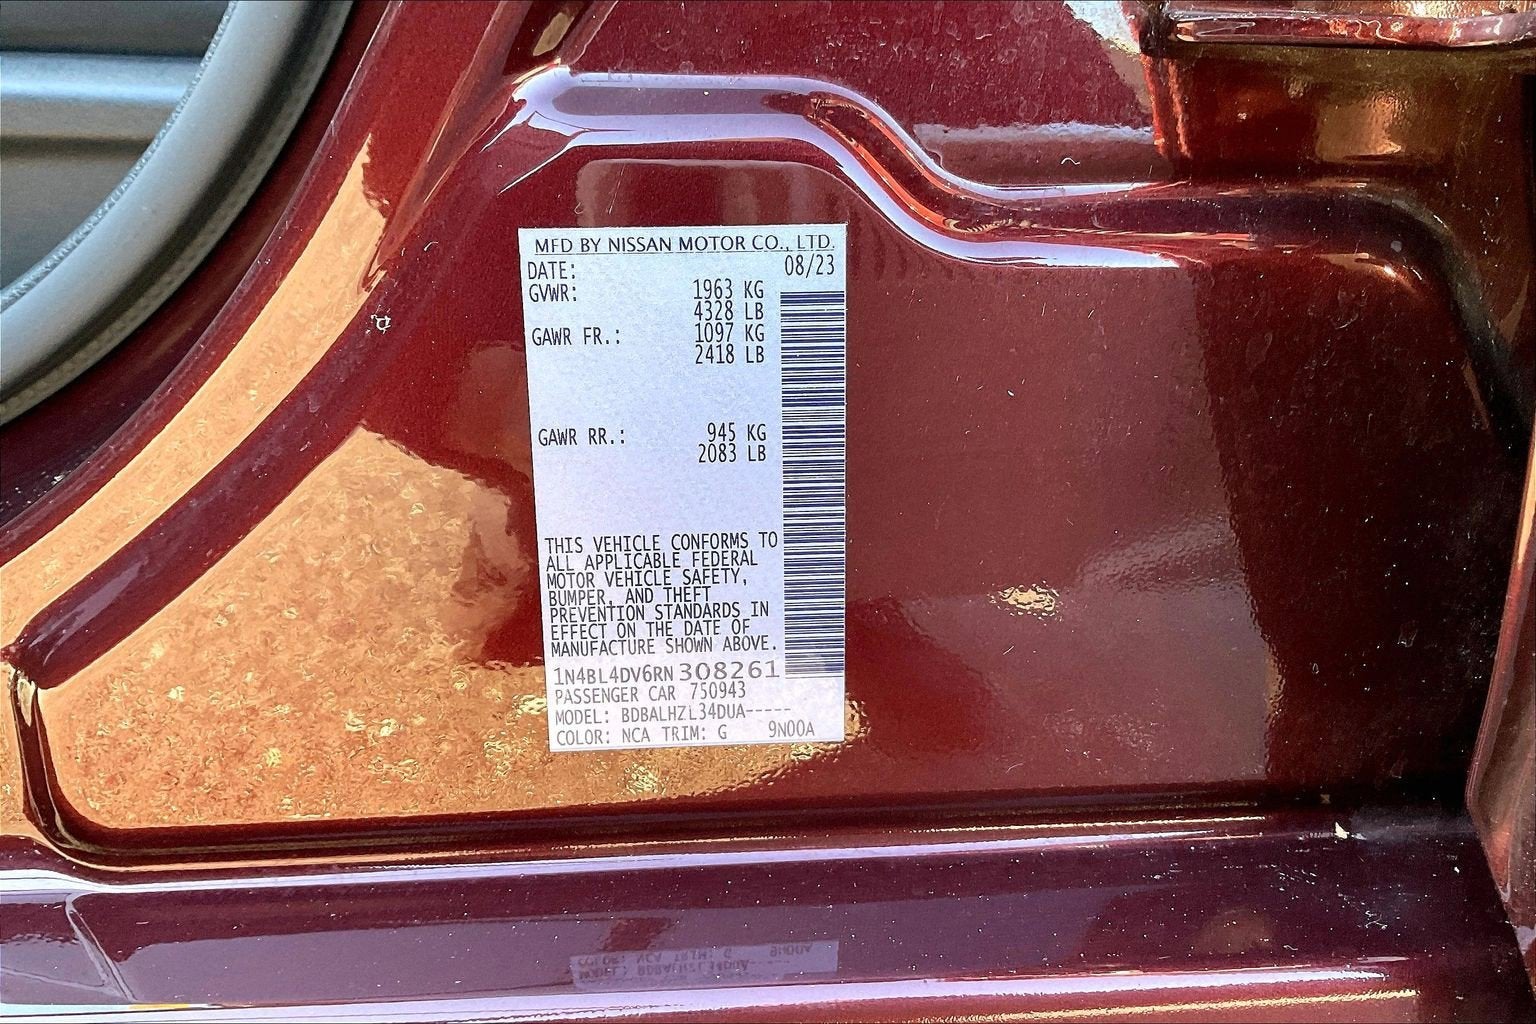 MFD BY NISSAN MOTOR CO., LTD.
DATE: 08/23
GVWR: 1963 KG
4328 LB
GAWR FR.: 1097 KG
2418 LB
GAWR RR.: 945 KG
2083 LB
THIS VEHICLE CONFORMS TO
ALL APPLICABLE FEDERAL
MOTOR VEHICLE SAFETY,
BUMPER, AND THEFT
PREVENTION STANDARDS IN
EFFECT ON THE DATE OF
MANUFACTURE SHOWN ABOVE.
1N4BL4DV6RN308261
PASSENGER CAR 750943
MODEL: BDBALHZL34DUA-----
COLOR: NCA TRIM: G 9N00A